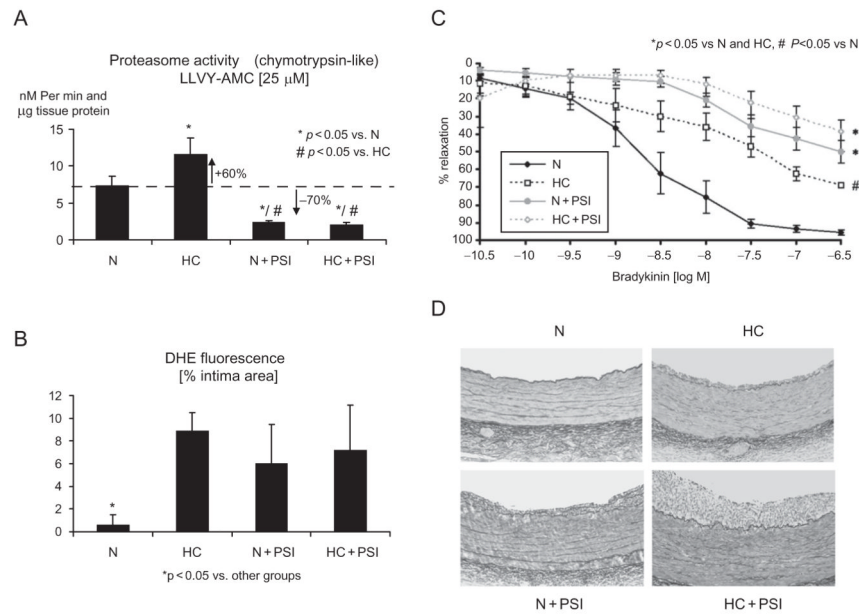 A
Proteasome activity (chymotrypsin-like)
LLVY-AMC [25 μM]
nM Per min and
μg tissue protein
15
10
5
0
*
+60%
* p<0.05 vs. N
# p<0.05 vs. HC
−70%
*/ #
*/ #
N
HC
N+PSI
HC+PSI
B
DHE fluorescence
[% intima area]
12
10
8
6
4
2
0
*
N
HC
N+PSI
HC+PSI
*p<0.05 vs. other groups
C
*p<0.05 vs N and HC, # P<0.05 vs N
% relaxation
0
10
20
30
40
50
60
70
80
90
100
N
HC
N+PSI
HC+PSI
*
*
#
−10.5 −10 −9.5 −9 −8.5 −8 −7.5 −7 −6.5
Bradykinin [log M]
D
N
HC
N+PSI
HC+PSI